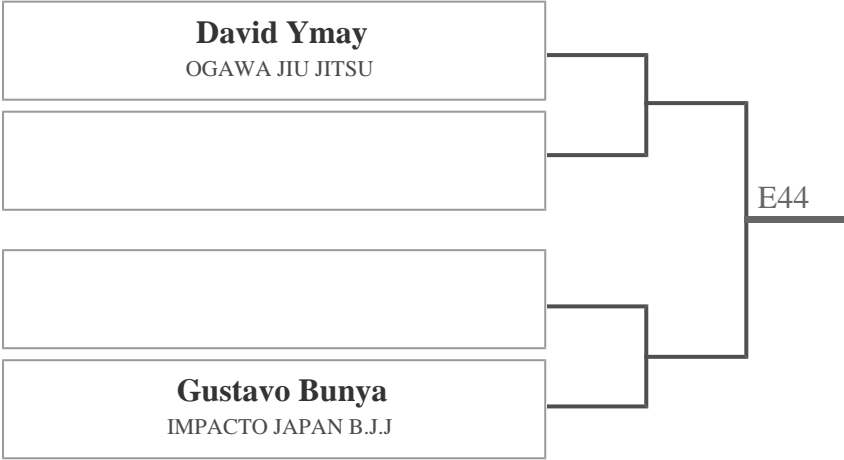 David Ymay
OGAWA JIU JITSU
E44
Gustavo Bunya
IMPACTO JAPAN B.J.J